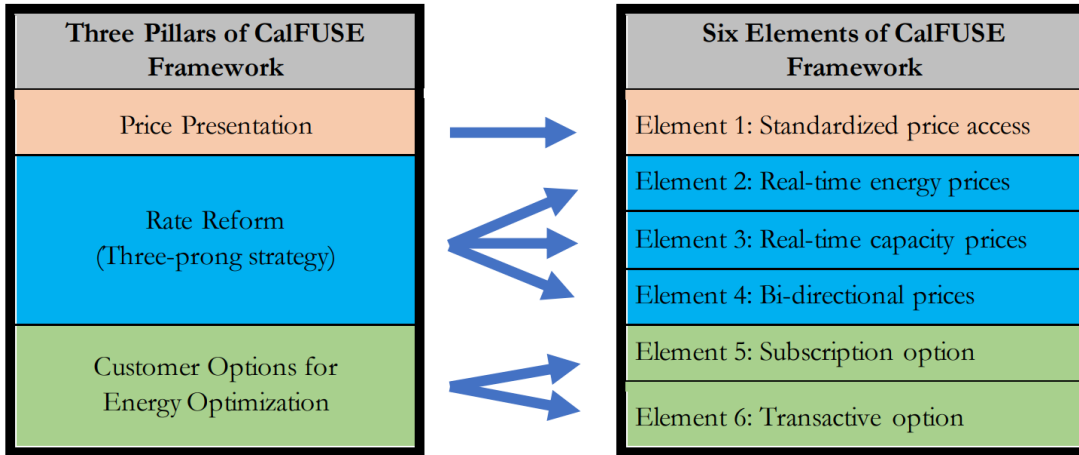 Three Pillars of CalFUSE
Framework
Price Presentation
Rate Reform
(Three-prong strategy)
Customer Options for
Energy Optimization
Six Elements of CalFUSE
Framework
Element 1: Standardized price access
Element 2: Real-time energy prices
Element 3: Real-time capacity prices
Element 4: Bi-directional prices
Element 5: Subscription option
Element 6: Transactive option